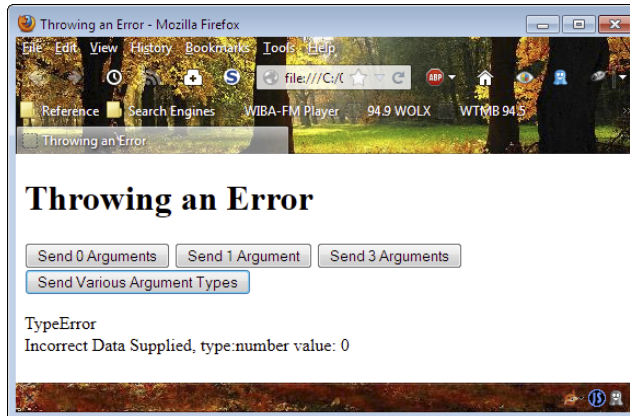 Throwing an Error - Mozilla Firefox
File Edit View History Bookmarks Tools Help
S file:///C:/( ABP
Reference Search Engines WIBA-FM Player 94.9 WOLX WTMB 94.5
Throwing an Error
Throwing an Error
Send 0 Arguments Send 1 Argument Send 3 Arguments
Send Various Argument Types
TypeError
Incorrect Data Supplied, type:number value: 0
JS